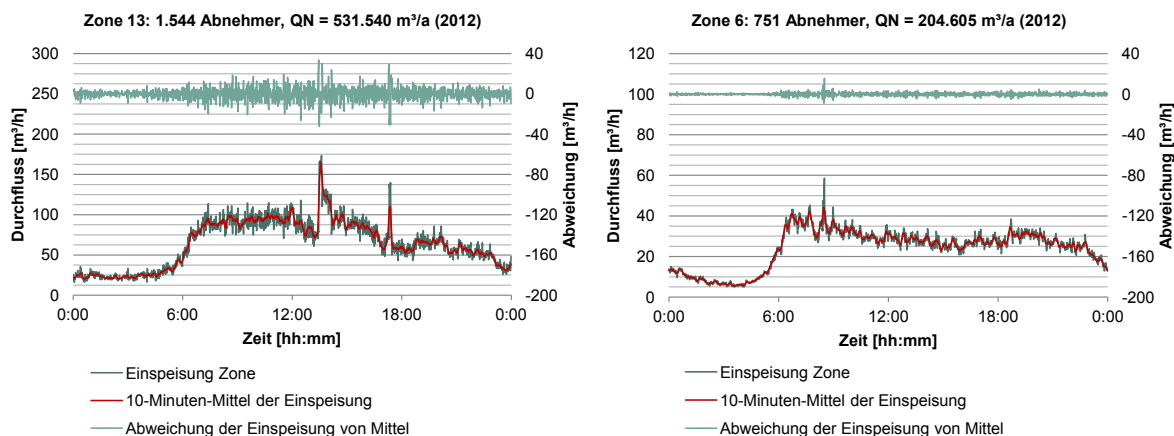 Zone 13: 1.544 Abnehmer, QN = 531.540 m³/a (2012)
300
250
200
150
100
50
0
Durchfluss [m³/h]
40
0
-40
-80
-120
-160
-200
Abweichung [m³/h]
0:00 6:00 12:00 18:00 0:00
Zeit [hh:mm]
Einspeisung Zone
10-Minuten-Mittel der Einspeisung
Abweichung der Einspeisung von Mittel
Zone 6: 751 Abnehmer, QN = 204.605 m³/a (2012)
120
100
80
60
40
20
0
Durchfluss [m³/h]
40
0
-40
-80
-120
-160
-200
Abweichung [m³/h]
0:00 6:00 12:00 18:00 0:00
Zeit [hh:mm]
Einspeisung Zone
10-Minuten-Mittel der Einspeisung
Abweichung der Einspeisung von Mittel